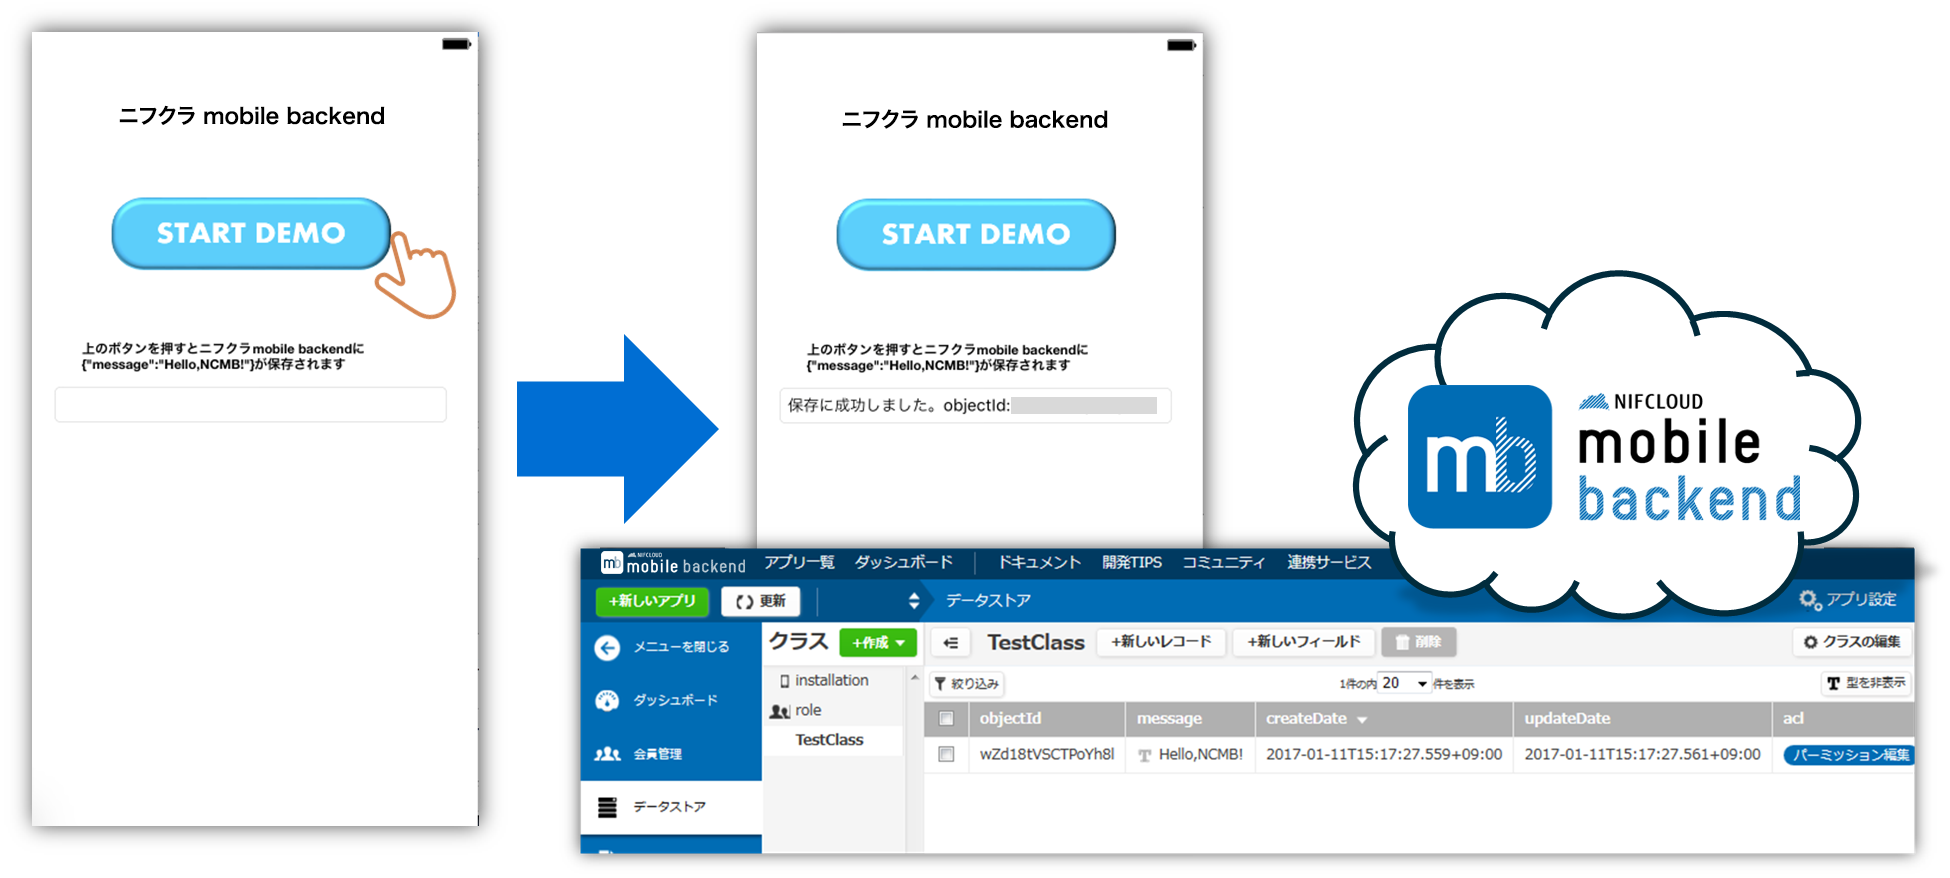 ニフクラ mobile backend
START DEMO
上のボタンを押すとニフクラmobile backendに
{"message":"Hello,NCMB!"}が保存されます
ニフクラ mobile backend
START DEMO
上のボタンを押すとニフクラmobile backendに
{"message":"Hello,NCMB!"}が保存されます
保存に成功しました。objectId:
mb
NIFCLOUD
mobile
backend
mb NIFCLOUD mobile backend アプリ一覧 ダッシュボード ドキュメント 開発TIPS コミュニティ 連携サービス
+新しいアプリ 更新 データストア アプリ設定
メニューを閉じる
ダッシュボード
会員管理
データストア
クラス +作成
installation
role
TestClass
TestClass +新しいレコード +新しいフィールド 削除 クラスの編集
絞り込み 1件の内 20 件を表示 型を非表示
objectId message createDate updateDate acl
wZd18tVSCTPoYh8l Hello,NCMB! 2017-01-11T15:17:27.559+09:00 2017-01-11T15:17:27.561+09:00 パーミッション編集